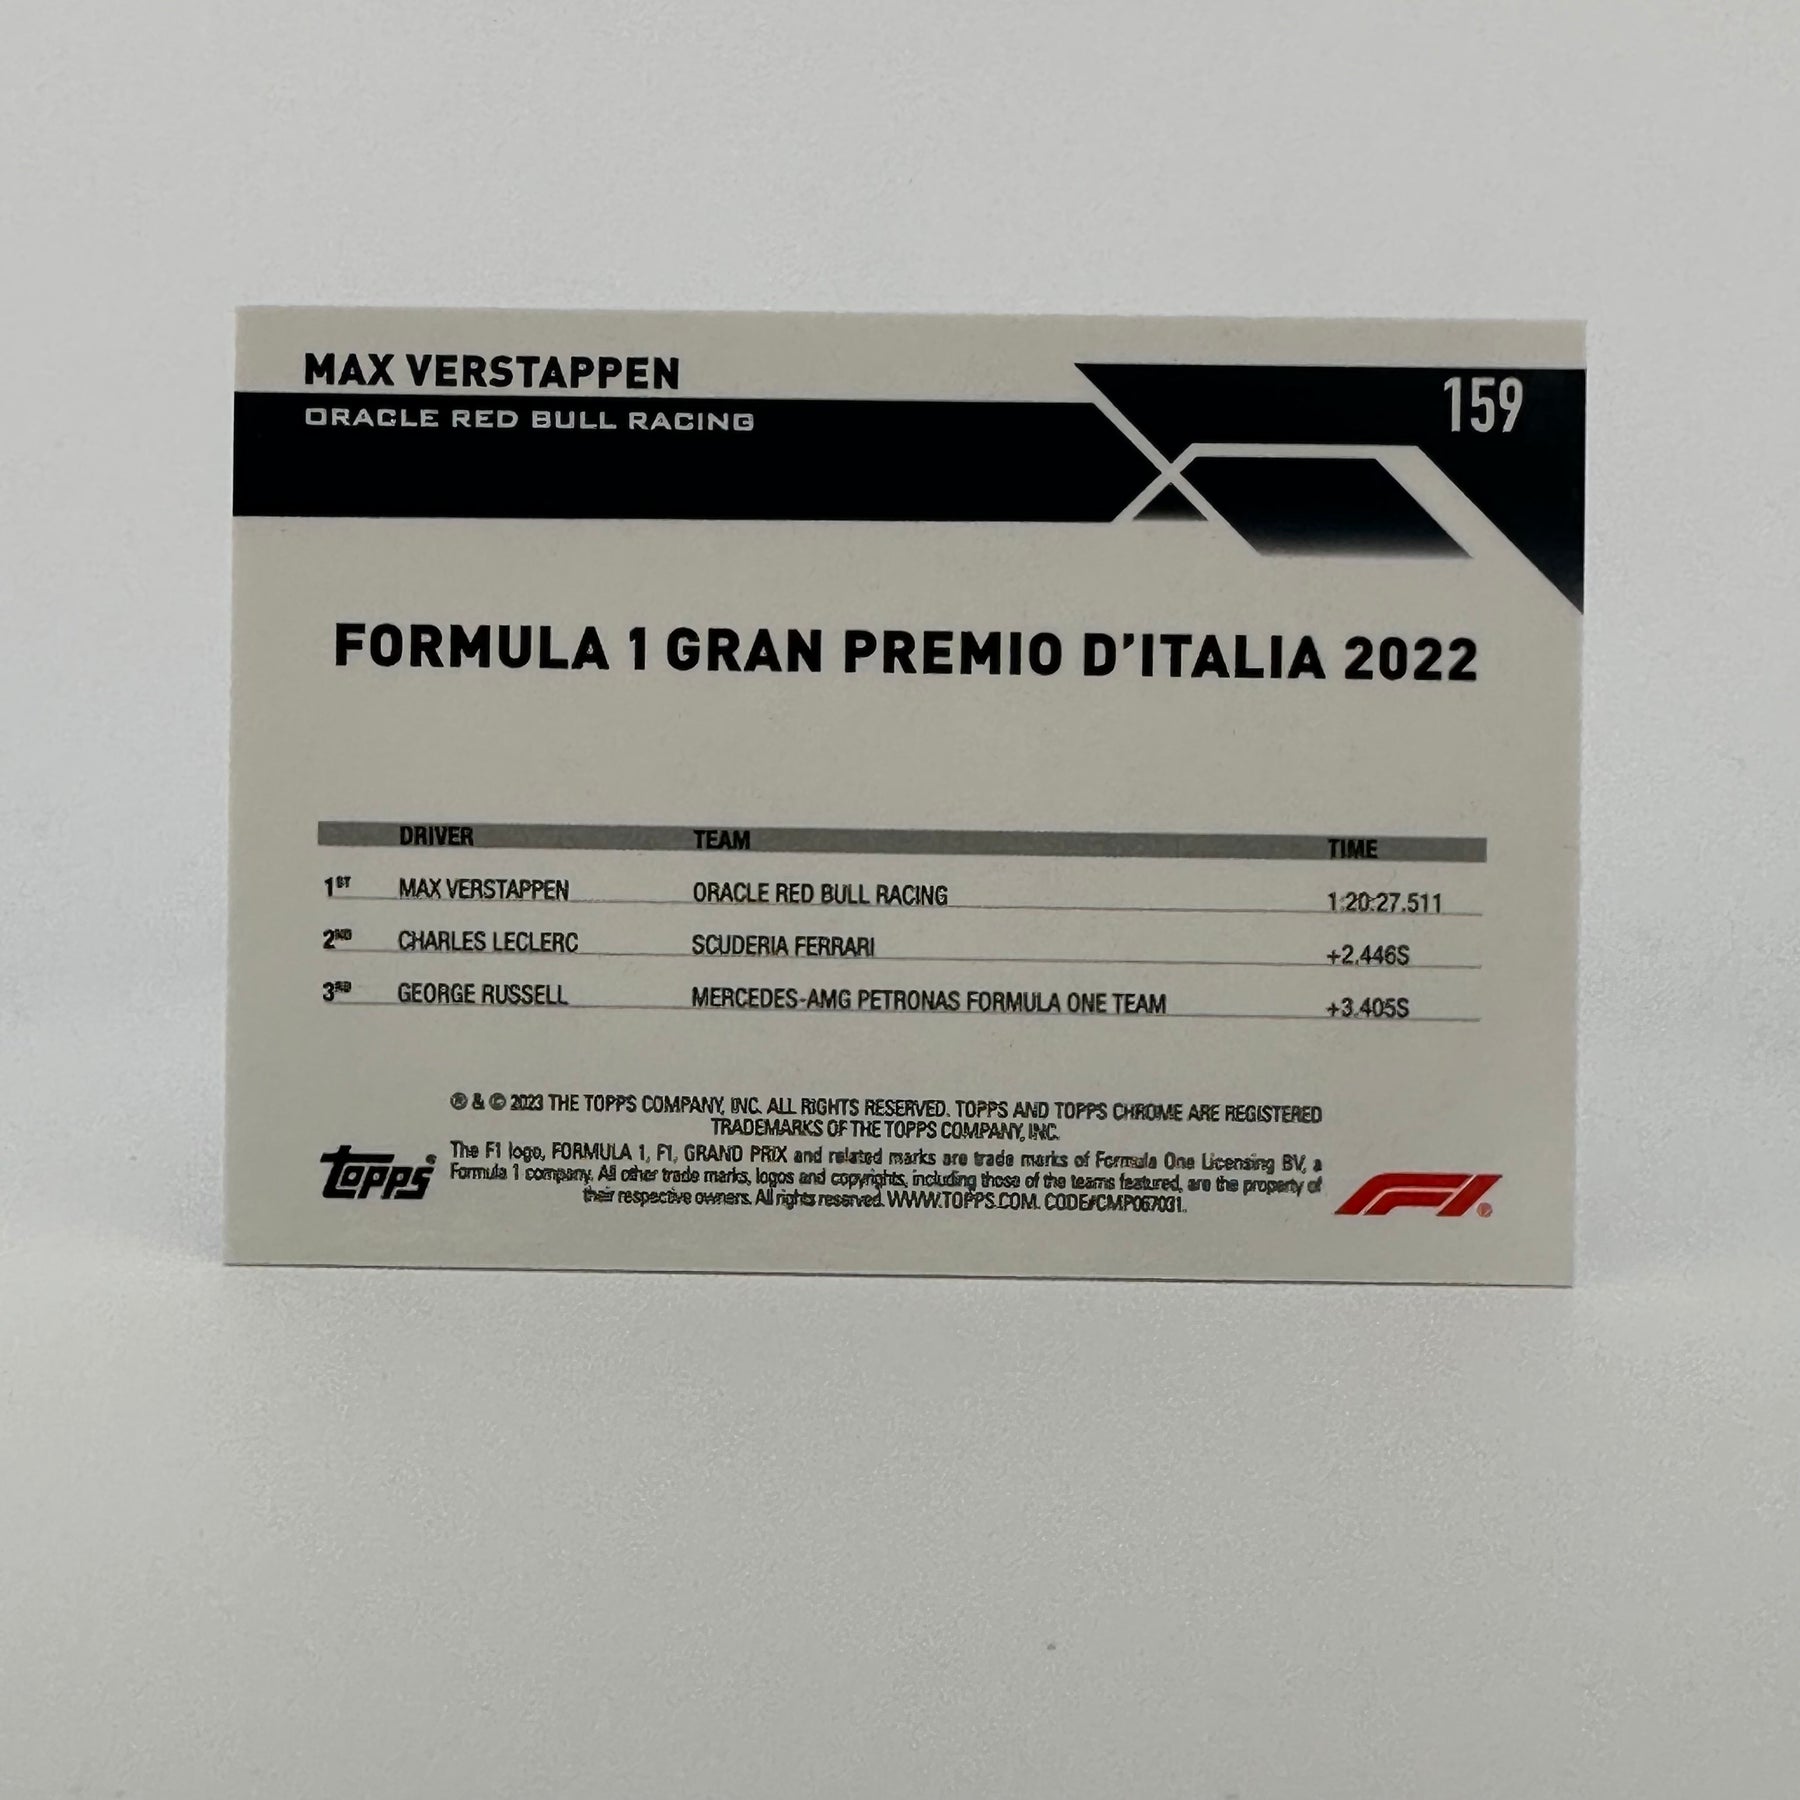 MAX VERSTAPPEN
159
ORACLE RED BULL RACING
FORMULA 1 GRAN PREMIO D'ITALIA 2022
DRIVER TEAM TIME
1ST MAX VERSTAPPEN ORACLE RED BULL RACING 1:20:27.511
2ND CHARLES LECLERC SCUDERIA FERRARI +2.446S
3RD GEORGE RUSSELL MERCEDES-AMG PETRONAS FORMULA ONE TEAM +3.405S
® & © 2023 THE TOPPS COMPANY, INC. ALL RIGHTS RESERVED. TOPPS AND TOPPS CHROME ARE REGISTERED
TRADEMARKS OF THE TOPPS COMPANY, INC.
The F1 logo, FORMULA 1, F1, GRAND PRIX and related marks are trade marks of Formula One Licensing BV, a
Formula 1 company. All other trade marks, logos and copyrights, including those of the teams featured, are the property of
their respective owners. All rights reserved. WWW.TOPPS.COM. CODE#CMP067031.
Topps®
F1®